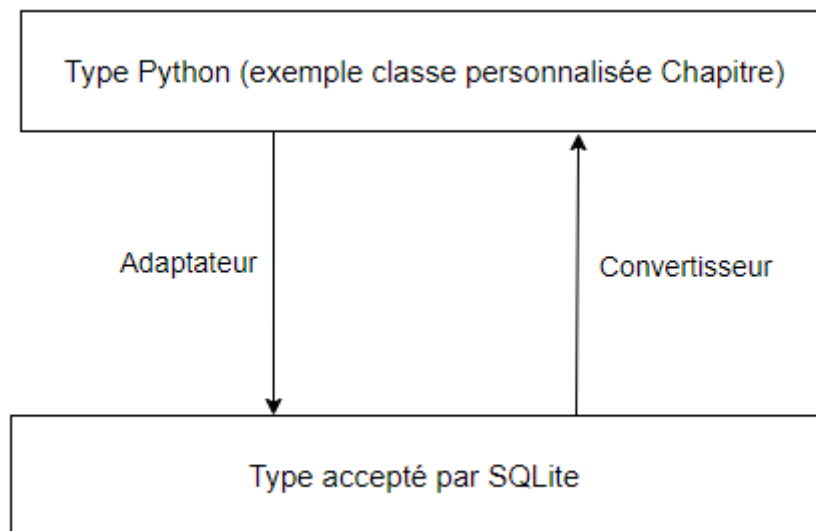 Type Python (exemple classe personnalisée Chapitre)
Adaptateur
Convertisseur
Type accepté par SQLite